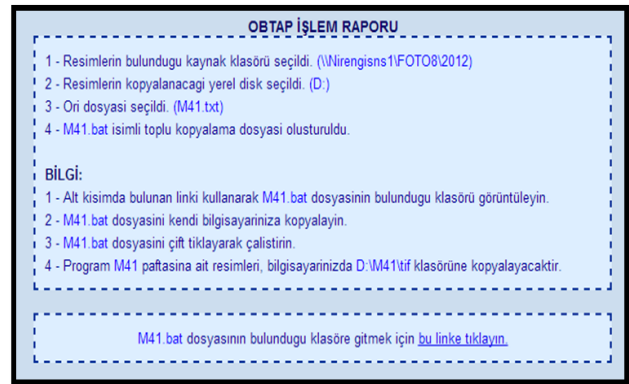 OBTAP İŞLEM RAPORU
1 - Resimlerin bulundugu kaynak klasörü seçildi. (\\Nirengisns1\FOTO8\2012)
2 - Resimlerin kopyalanacagi yerel disk seçildi. (D:)
3 - Ori dosyasi seçildi. (M41.txt)
4 - M41.bat isimli toplu kopyalama dosyasi olusturuldu.
BİLGİ:
1 - Alt kisimda bulunan linki kullanarak M41.bat dosyasinin bulundugu klasörü görüntüleyin.
2 - M41.bat dosyasini kendi bilgisayariniza kopyalayin.
3 - M41.bat dosyasini çift tiklayarak çalistirin.
4 - Program M41 paftasina ait resimleri, bilgisayarinizda D:\M41\tif klasörüne kopyalayacaktir.
M41.bat dosyasının bulundugu klasöre gitmek için bu linke tıklayın.